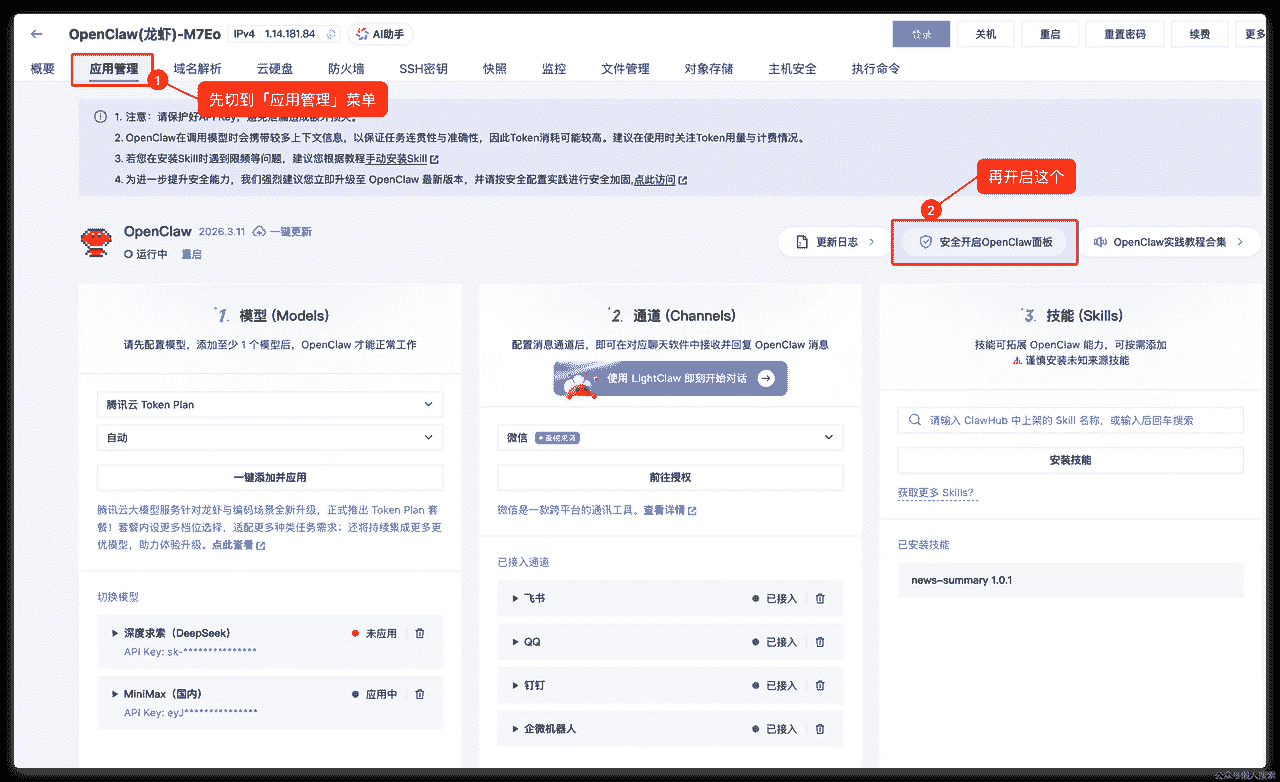 OpenClaw(龙虾)-M7Eo IPv4 1.14.181.84 AI助手 登录 关机 重启 重置密码 续费 更多
概要 应用管理 域名解析 云硬盘 防火墙 SSH密钥 快照 监控 文件管理 对象存储 主机安全 执行命令
1
先切到「应用管理」菜单
1. 注意：请保护好API Key，避免泄漏造成额外损失。
2. OpenClaw在调用模型时会携带较多上下文信息，以保证任务连贯性与准确性，因此Token消耗可能较高。建议在使用时关注Token用量与计费情况。
3. 若您在安装Skill时遇到限频等问题，建议您根据教程手动安装Skill
4. 为进一步提升安全能力，我们强烈建议您立即升级至 OpenClaw 最新版本，并请按安全配置实践进行安全加固,点此访问
再开启这个
2
OpenClaw 2026.3.11 一键更新
运行中 重启
更新日志 安全开启OpenClaw面板 OpenClaw实践教程合集
1. 模型 (Models)
请先配置模型，添加至少 1 个模型后，OpenClaw 才能正常工作
腾讯云 Token Plan
自动
一键添加并应用
腾讯云大模型服务针对龙虾与编码场景全新升级，正式推出 Token Plan 套
餐！套餐内设更多档位选择，适配更多种类任务需求；还将持续集成更多更
优模型，助力体验升级。点此查看
切换模型
深度求索（DeepSeek） 未应用
API Key: sk-***************
MiniMax（国内） 应用中
API Key: eyJ***************
2. 通道 (Channels)
配置消息通道后，即可在对应聊天软件中接收并回复 OpenClaw 消息
使用 LightClaw 即刻开始对话
微信
前往授权
微信是一款跨平台的通讯工具。查看详情
已接入通道
飞书 已接入
QQ 已接入
钉钉 已接入
企微机器人 已接入
3. 技能 (Skills)
技能可拓展 OpenClaw 能力，可按需添加
谨慎安装未知来源技能
请输入 ClawHub 中上架的 Skill 名称，或输入后回车搜索
安装技能
获取更多 Skills?
已安装技能
news-summary 1.0.1
公众号懒人搜索